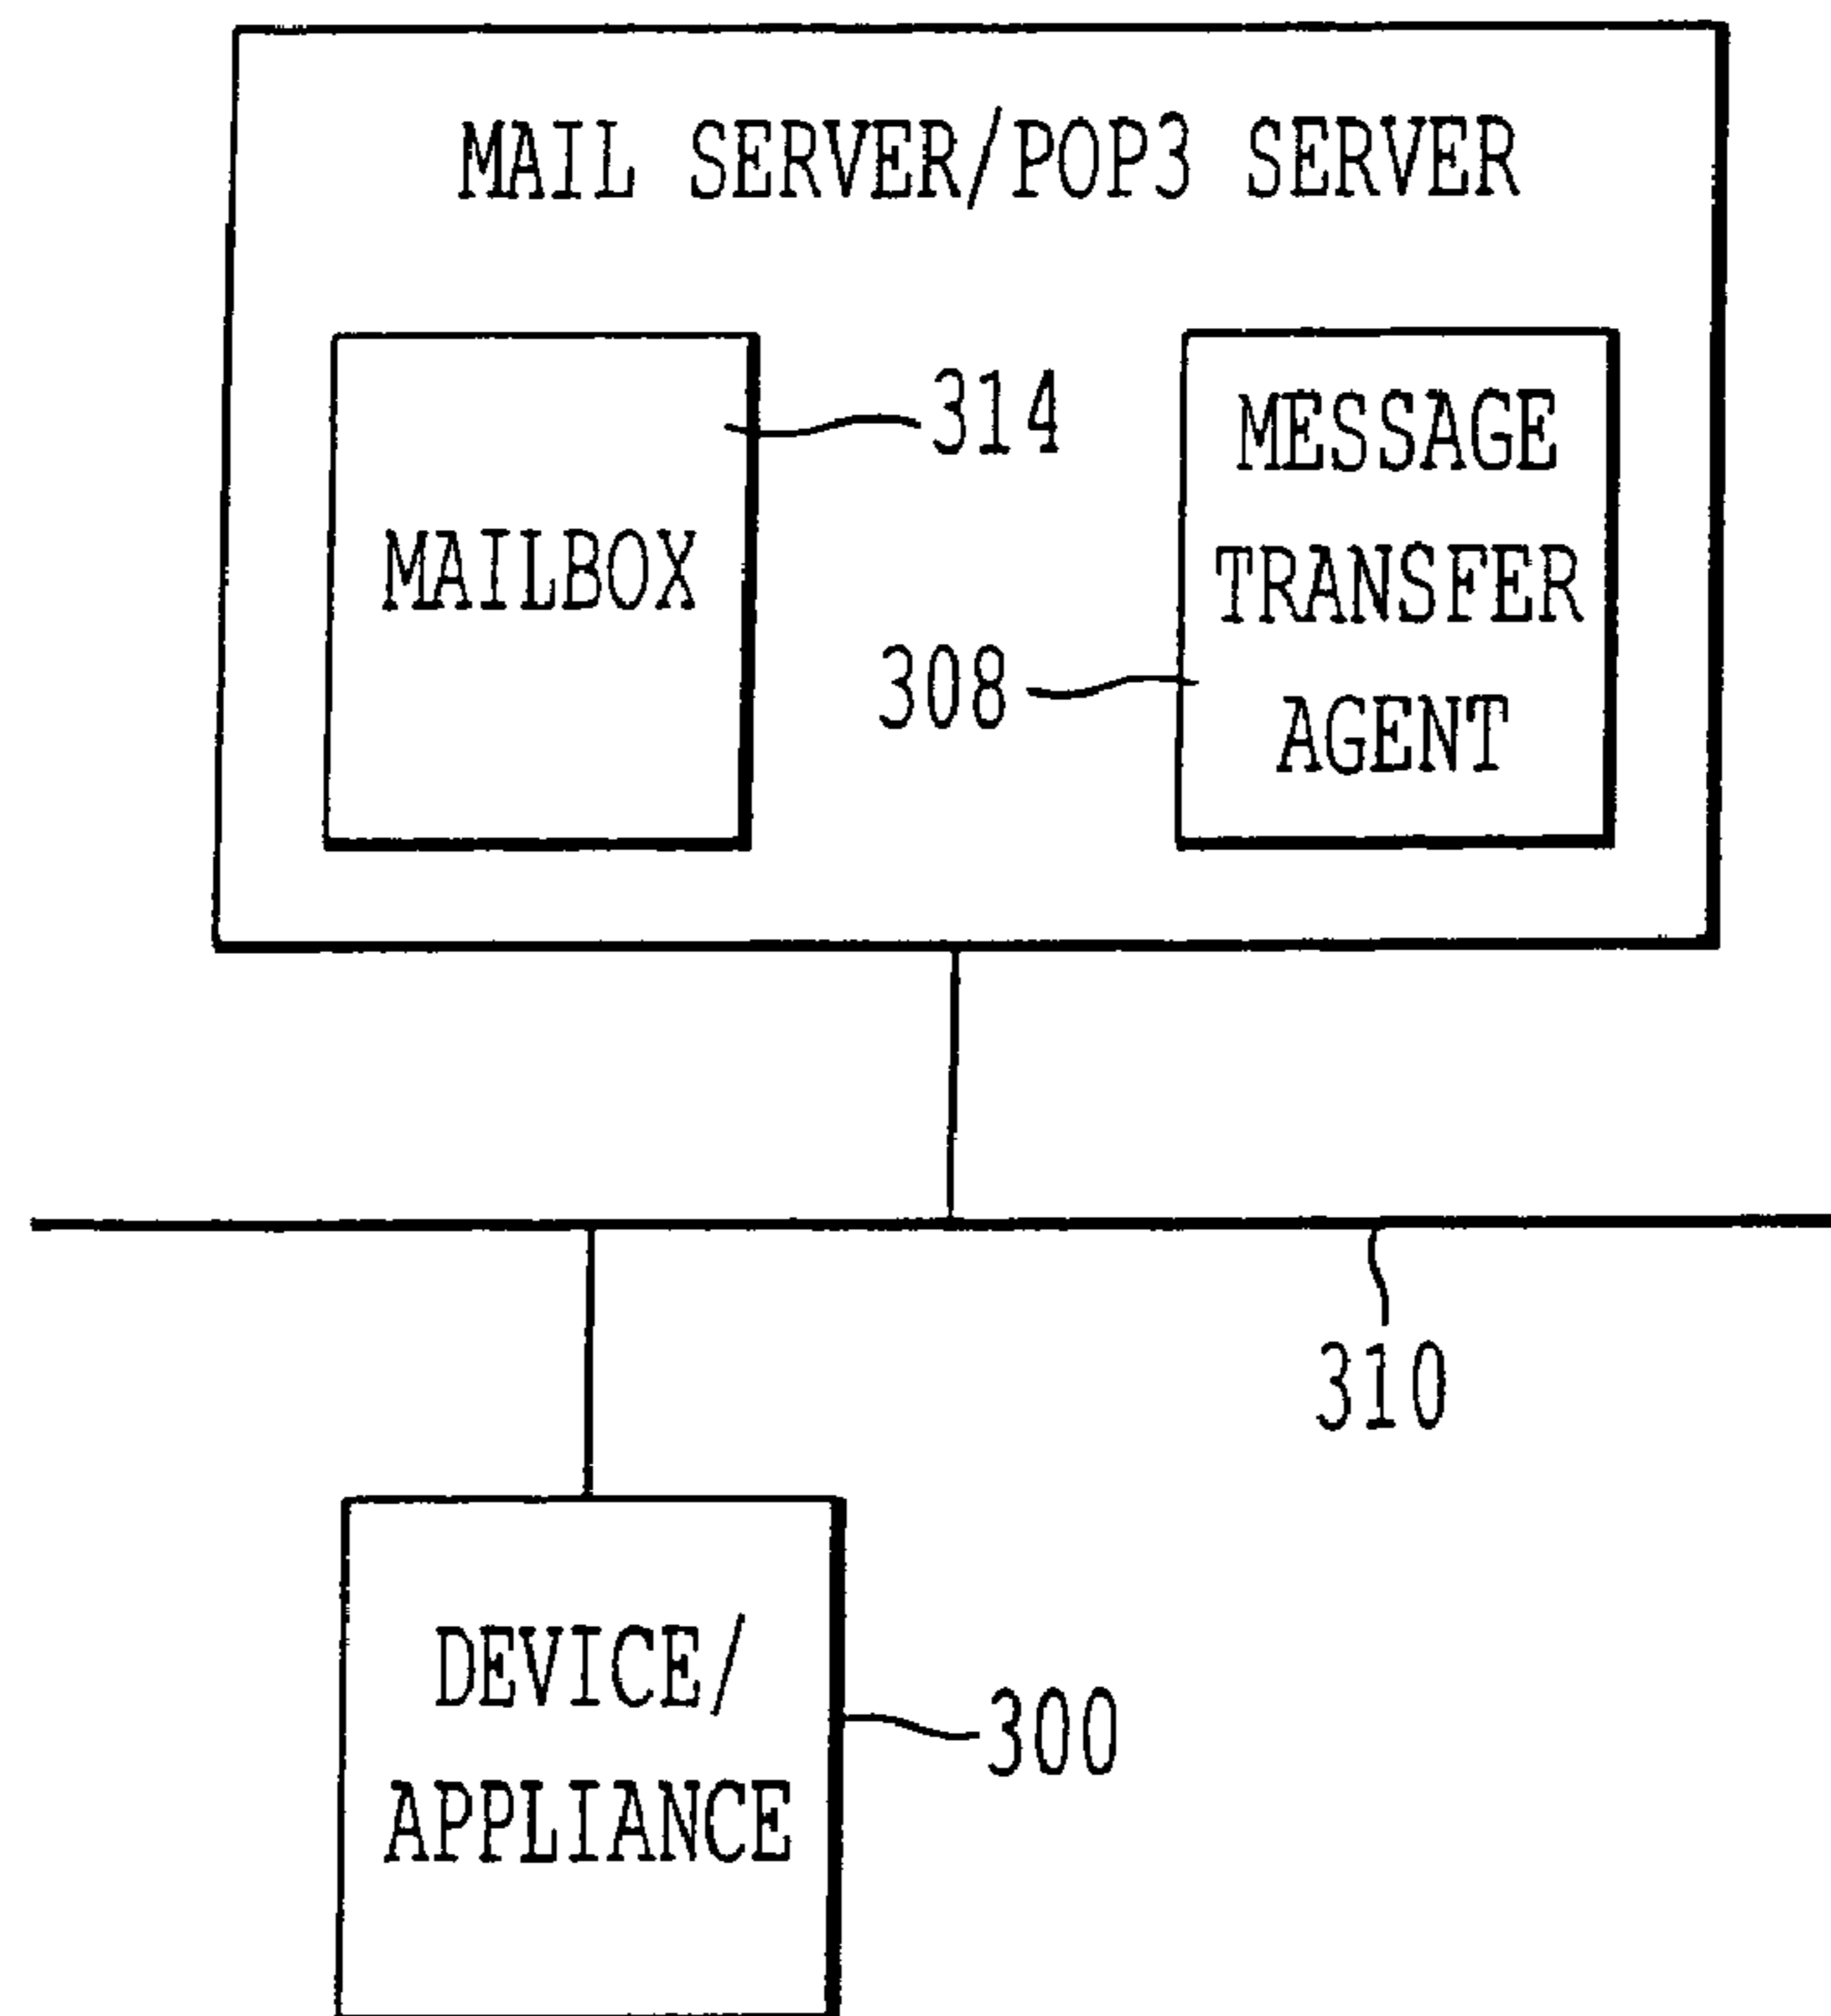 MAIL SERVER/POP3 SERVER
314
MESSAGE
MAILBOX
TRANSFER
308
AGENT
310
DEVICE/
300
APPLIANCE